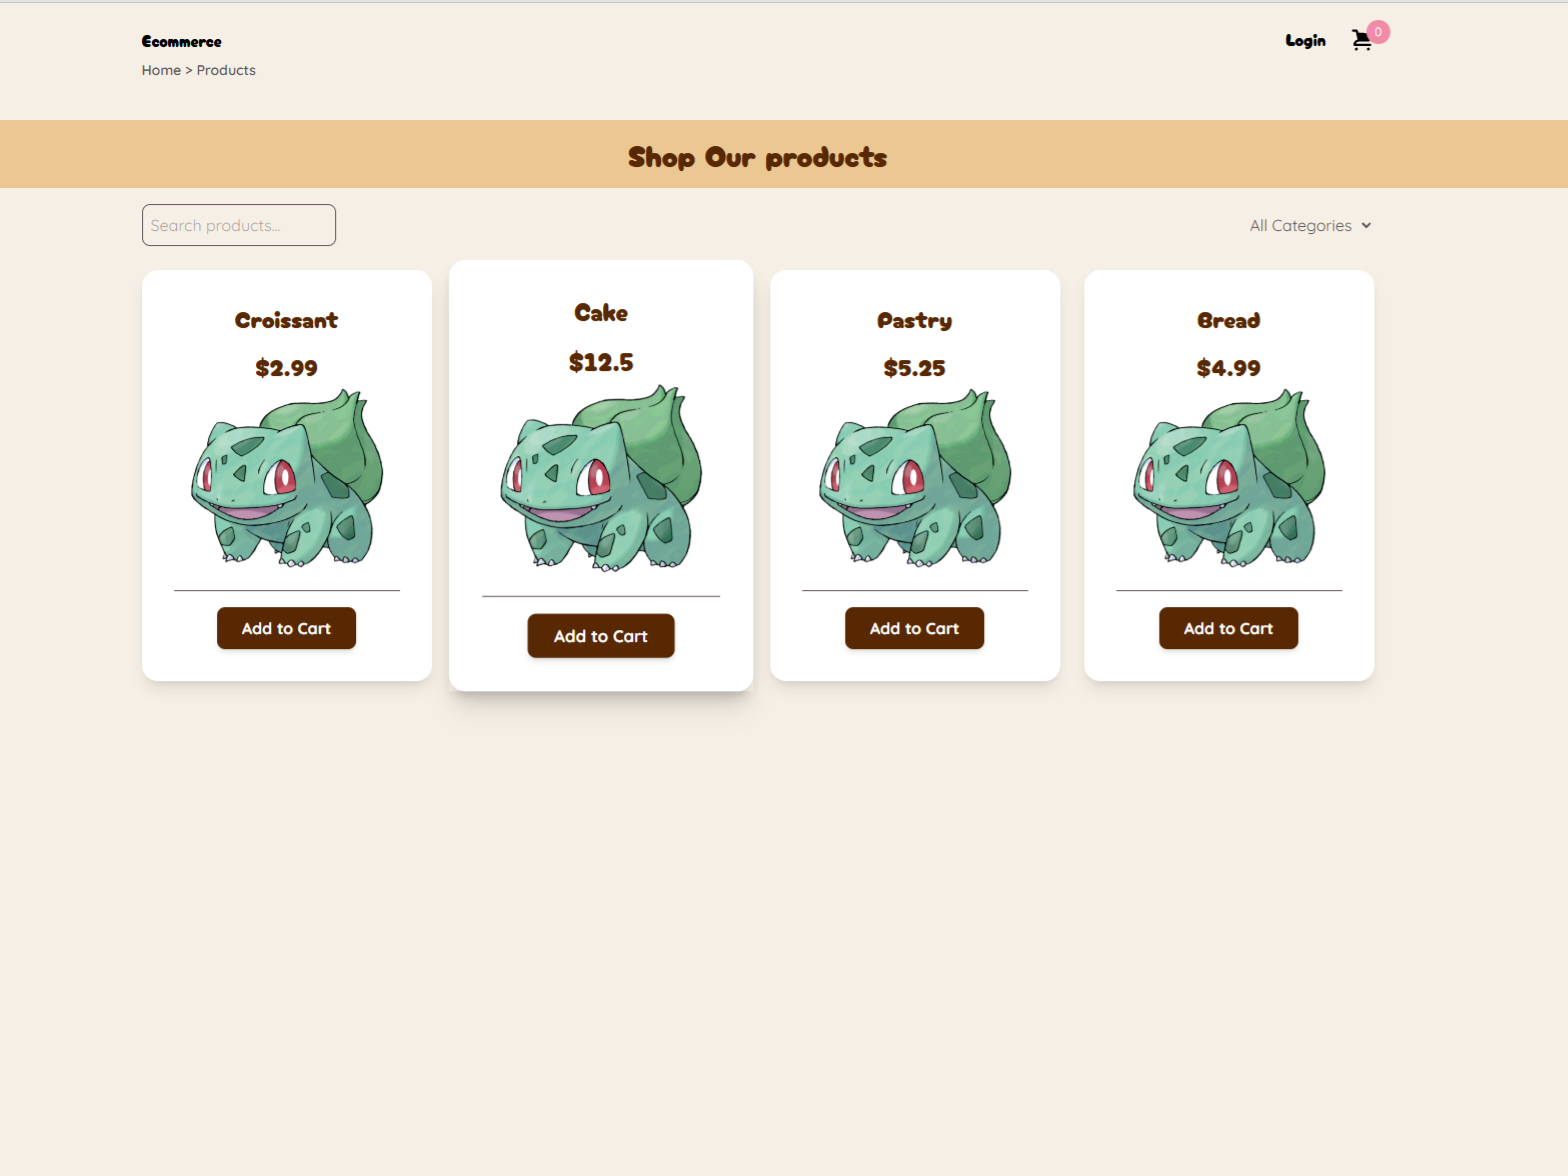 Ecommerce
Login
0
Home > Products
Shop Our products
Search products...
All Categories
Croissant
$2.99
Add to Cart
Cake
$12.5
Add to Cart
Pastry
$5.25
Add to Cart
Bread
$4.99
Add to Cart